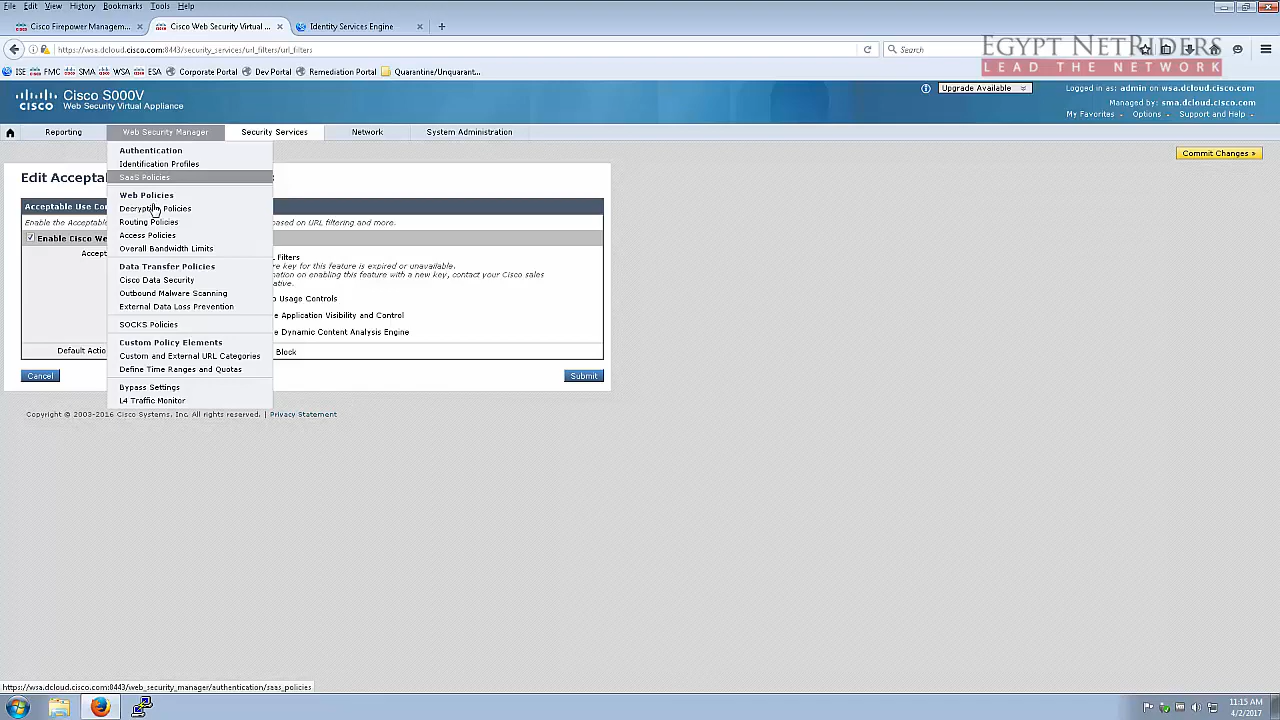 File Edit View History Bookmarks Tools Help
Cisco Firepower Managem... × Cisco Web Security Virtual ... × Identity Services Engine × +
https://wsa.dcloud.cisco.com:8443/security_services/url_filters/url_filters
Search
EGYPT NETRIDERS
LEAD THE NETWORK
ISE FMC SMA WSA ESA Corporate Portal Dev Portal Remediation Portal Quarantine/Unquarant...
CISCO
Cisco S000V
Web Security Virtual Appliance
Upgrade Available
Logged in as: admin on wsa.dcloud.cisco.com
Managed by: sma.dcloud.cisco.com
My Favorites Options Support and Help
Reporting Web Security Manager Security Services Network System Administration
Commit Changes »
Authentication
Identification Profiles
SaaS Policies
Web Policies
Decryption Policies
Routing Policies
Access Policies
Overall Bandwidth Limits
Data Transfer Policies
Cisco Data Security
Outbound Malware Scanning
External Data Loss Prevention
SOCKS Policies
Custom Policy Elements
Custom and External URL Categories
Define Time Ranges and Quotas
Bypass Settings
L4 Traffic Monitor
Edit Accepta
Acceptable Use Con
Enable the Acceptab based on URL filtering and more.
Enable Cisco We
Accept
L Filters
re key for this feature is expired or unavailable.
ation on enabling this feature with a new key, contact your Cisco sales
ative.
b Usage Controls
e Application Visibility and Control
e Dynamic Content Analysis Engine
Default Actio Block
Cancel Submit
Copyright © 2003-2016 Cisco Systems, Inc. All rights reserved. | Privacy Statement
https://wsa.dcloud.cisco.com:8443/web_security_manager/authentication/saas_policies
11:15 AM
4/2/2017